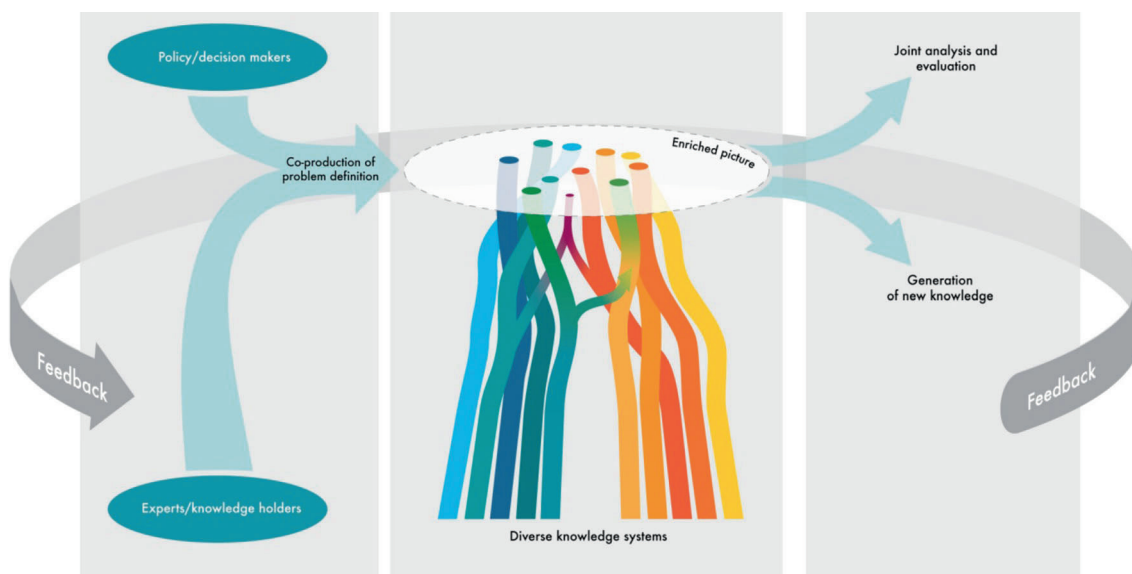 Policy/decision makers
Co-production of
problem definition
Feedback
Experts/knowledge holders
Enriched picture
Diverse knowledge systems
Joint analysis and
evaluation
Generation
of new knowledge
Feedback